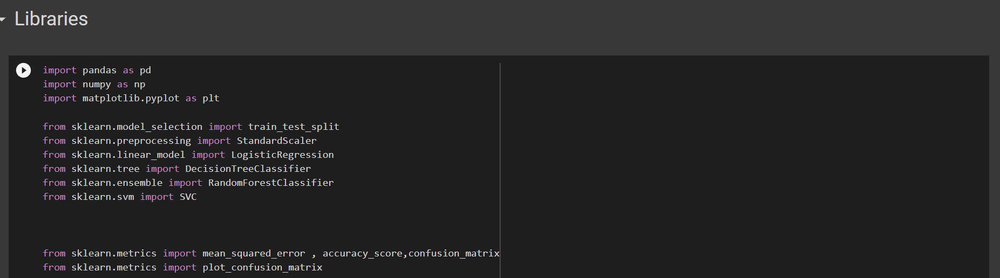 Libraries
import pandas as pd
import numpy as np
import matplotlib.pyplot as plt
from sklearn.model_selection import train_test_split
from sklearn.preprocessing import StandardScaler
from sklearn.linear_model import LogisticRegression
from sklearn.tree import DecisionTreeClassifier
from sklearn.ensemble import RandomForestClassifier
from sklearn.svm import SVC
from sklearn.metrics import mean_squared_error , accuracy_score,confusion_matrix
from sklearn.metrics import plot_confusion_matrix